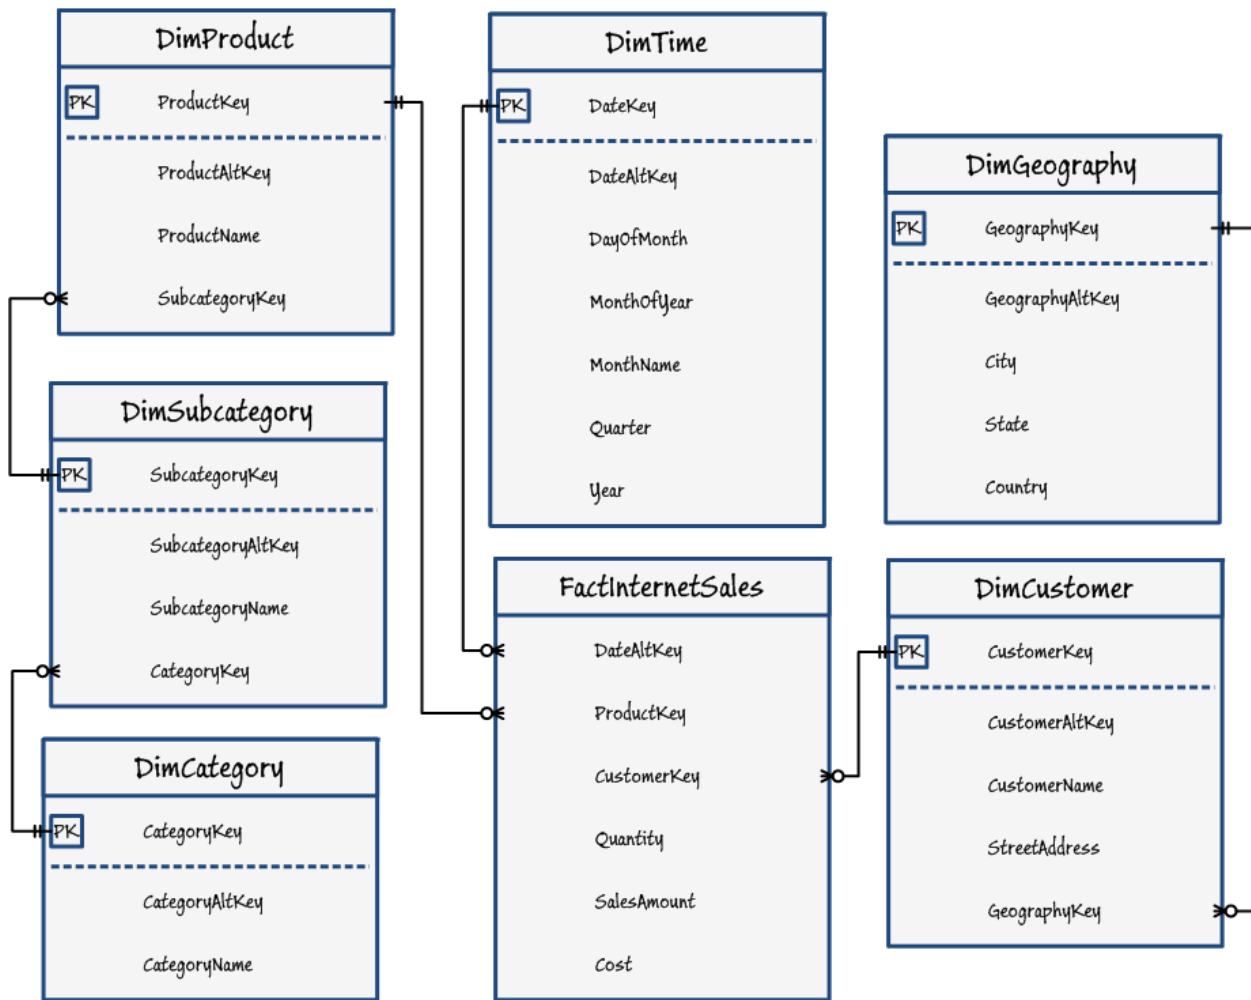 DimProduct
PK ProductKey
ProductAltKey
ProductName
SubcategoryKey
DimSubcategory
PK SubcategoryKey
SubcategoryAltKey
SubcategoryName
CategoryKey
DimCategory
PK CategoryKey
CategoryAltKey
CategoryName
DimTime
PK DateKey
DateAltKey
DayOfMonth
MonthOfYear
MonthName
Quarter
Year
FactInternetSales
DateAltKey
ProductKey
CustomerKey
Quantity
SalesAmount
Cost
DimGeography
PK GeographyKey
GeographyAltKey
City
State
Country
DimCustomer
PK CustomerKey
CustomerAltKey
CustomerName
StreetAddress
GeographyKey